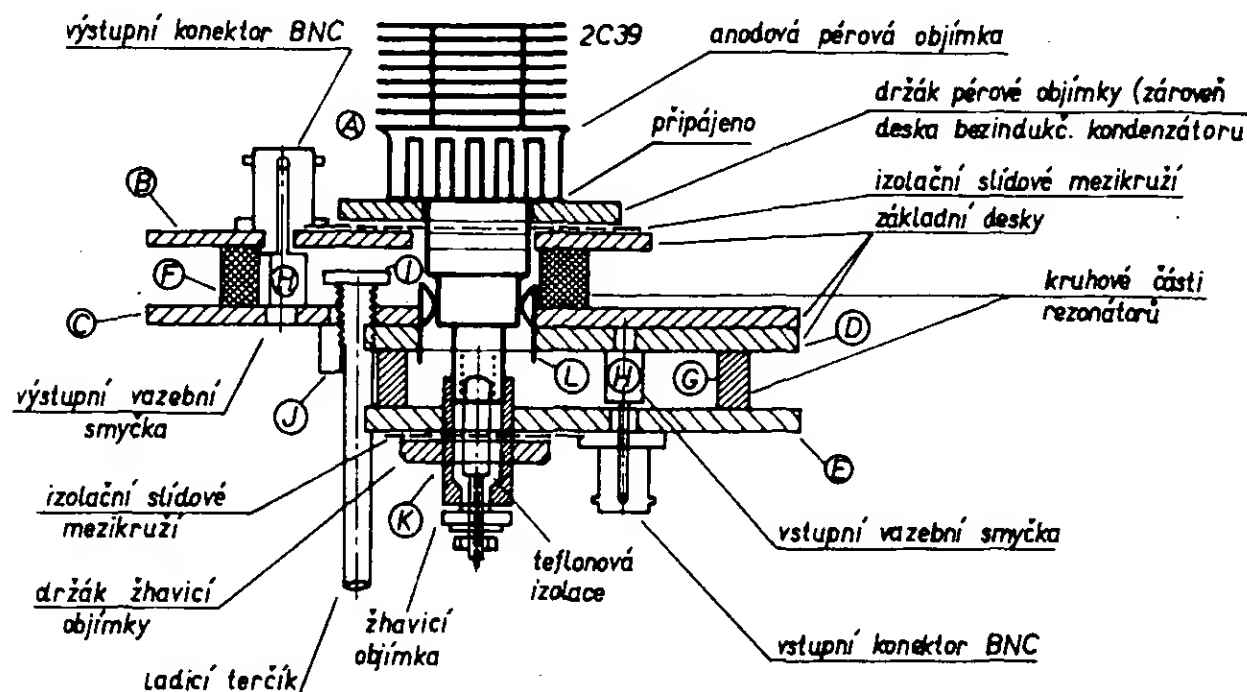 výstupní konektor BNC
2C39
anodová pérová objímka
držák pérové objímky (zároveň
deska bezindukč. kondenzátoru
A
připájeno
izolační slídové mezikruží
B
základní desky
F
H
I
kruhové části
rezonátorů
C
D
L
H
G
výstupní vazební
smyčka
J
E
izolační slídové
mezikruží
K
vstupní vazební smyčka
teflonová
izolace
držák žhavicí
objímky
žhavicí
objímka
vstupní konektor BNC
ladicí terčík